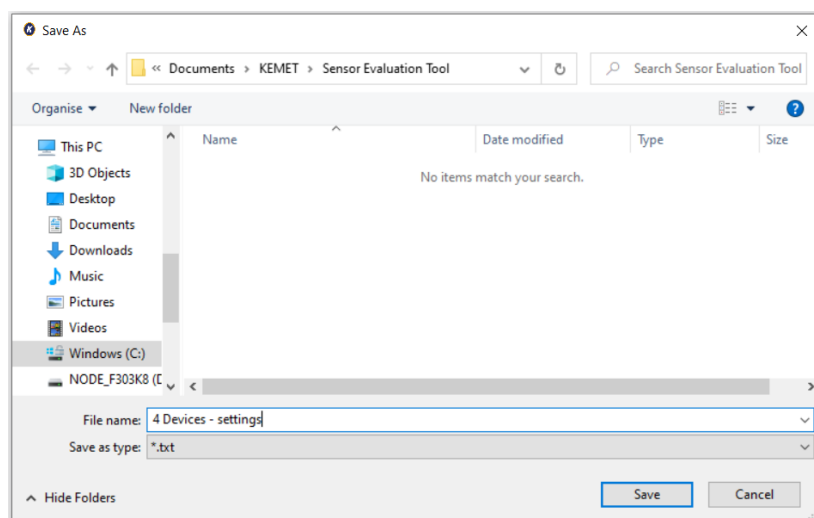 Save As
« Documents > KEMET > Sensor Evaluation Tool
Search Sensor Evaluation Tool
Organise
New folder
Name
Date modified
Type
Size
No items match your search.
This PC
3D Objects
Desktop
Documents
Downloads
Music
Pictures
Videos
Windows (C:)
NODE_F303K8 (D
File name: 4 Devices - settings
Save as type: *.txt
Hide Folders
Save
Cancel